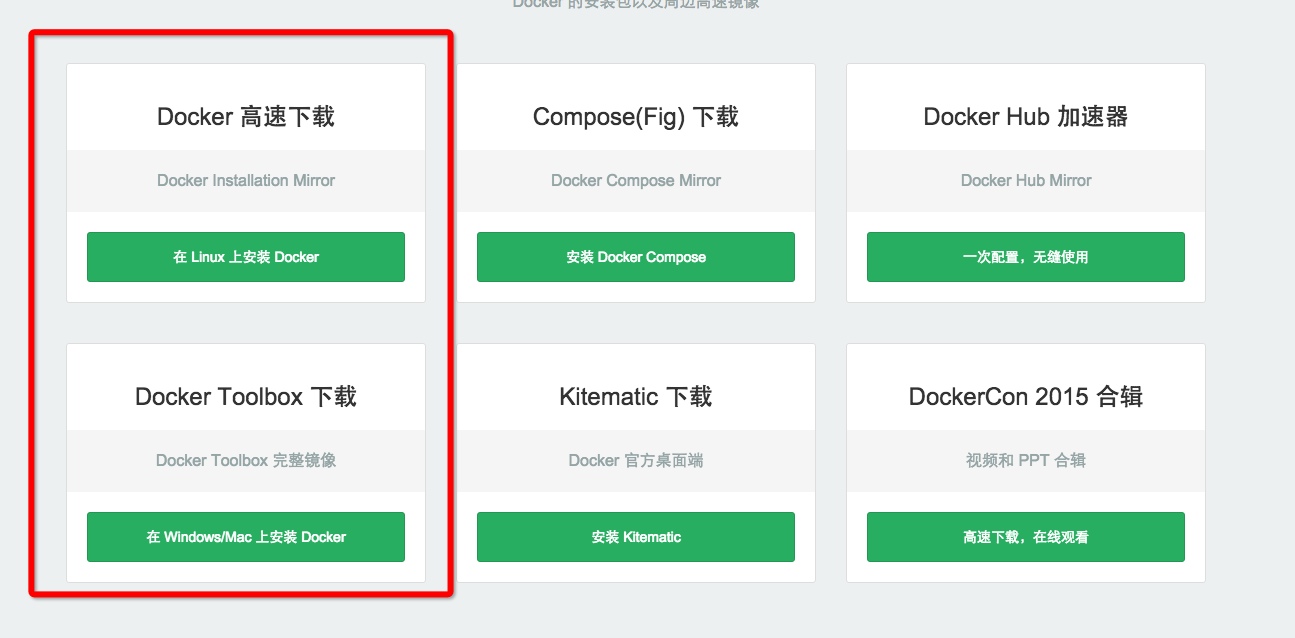 Docker 的安装包以及周边高速镜像
Docker 高速下载
Docker Installation Mirror
在 Linux 上安装 Docker
Compose(Fig) 下载
Docker Compose Mirror
安装 Docker Compose
Docker Hub 加速器
Docker Hub Mirror
一次配置，无缝使用
Docker Toolbox 下载
Docker Toolbox 完整镜像
在 Windows/Mac 上安装 Docker
Kitematic 下载
Docker 官方桌面端
安装 Kitematic
DockerCon 2015 合辑
视频和 PPT 合辑
高速下载，在线观看